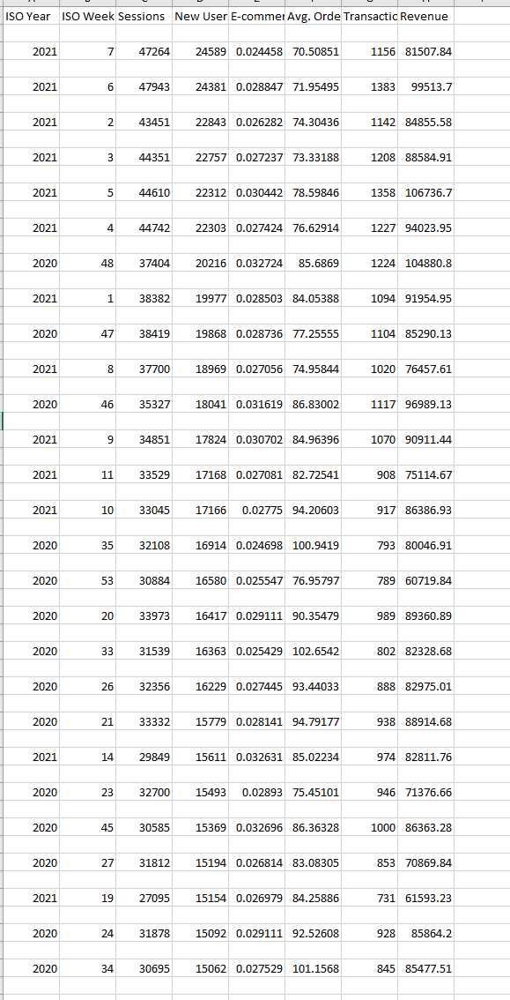 ISO Year ISO Week Sessions New User E-commer Avg. Orde Transactic Revenue
2021 7 47264 24589 0.024458 70.50851 1156 81507.84
2021 6 47943 24381 0.028847 71.95495 1383 99513.7
2021 2 43451 22843 0.026282 74.30436 1142 84855.58
2021 3 44351 22757 0.027237 73.33188 1208 88584.91
2021 5 44610 22312 0.030442 78.59846 1358 106736.7
2021 4 44742 22303 0.027424 76.62914 1227 94023.95
2020 48 37404 20216 0.032724 85.6869 1224 104880.8
2021 1 38382 19977 0.028503 84.05388 1094 91954.95
2020 47 38419 19868 0.028736 77.25555 1104 85290.13
2021 8 37700 18969 0.027056 74.95844 1020 76457.61
2020 46 35327 18041 0.031619 86.83002 1117 96989.13
2021 9 34851 17824 0.030702 84.96396 1070 90911.44
2021 11 33529 17168 0.027081 82.72541 908 75114.67
2021 10 33045 17166 0.02775 94.20603 917 86386.93
2020 35 32108 16914 0.024698 100.9419 793 80046.91
2020 53 30884 16580 0.025547 76.95797 789 60719.84
2020 20 33973 16417 0.029111 90.35479 989 89360.89
2020 33 31539 16363 0.025429 102.6542 802 82328.68
2020 26 32356 16229 0.027445 93.44033 888 82975.01
2020 21 33332 15779 0.028141 94.79177 938 88914.68
2021 14 29849 15611 0.032631 85.02234 974 82811.76
2020 23 32700 15493 0.02893 75.45101 946 71376.66
2020 45 30585 15369 0.032696 86.36328 1000 86363.28
2020 27 31812 15194 0.026814 83.08305 853 70869.84
2021 19 27095 15154 0.026979 84.25886 731 61593.23
2020 24 31878 15092 0.029111 92.52608 928 85864.2
2020 34 30695 15062 0.027529 101.1568 845 85477.51